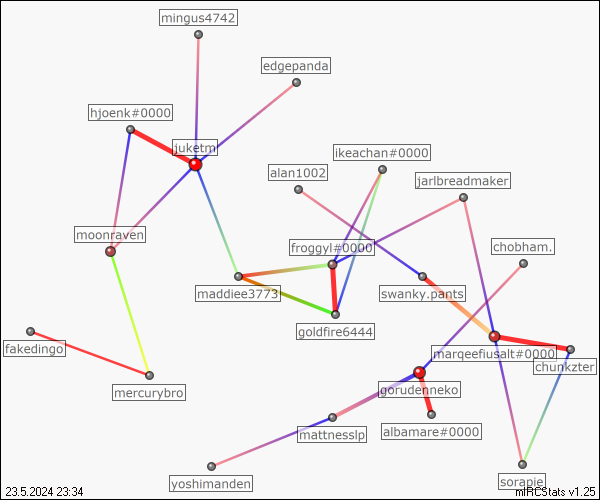 mingus4742
edgepanda
hjoenk#0000
juketm
ikeachan#0000
alan1002
jarlbreadmaker
moonraven
froggyl#0000
chobham.
maddiee3773
swanky.pants
goldfire6444
fakedingo
marqeefiusalt#0000
chunkzter
mercurybro
gorudenneko
mattnesslp
albamare#0000
yoshimanden
sorapie
23.5.2024 23:34
mIRCStats v1.25